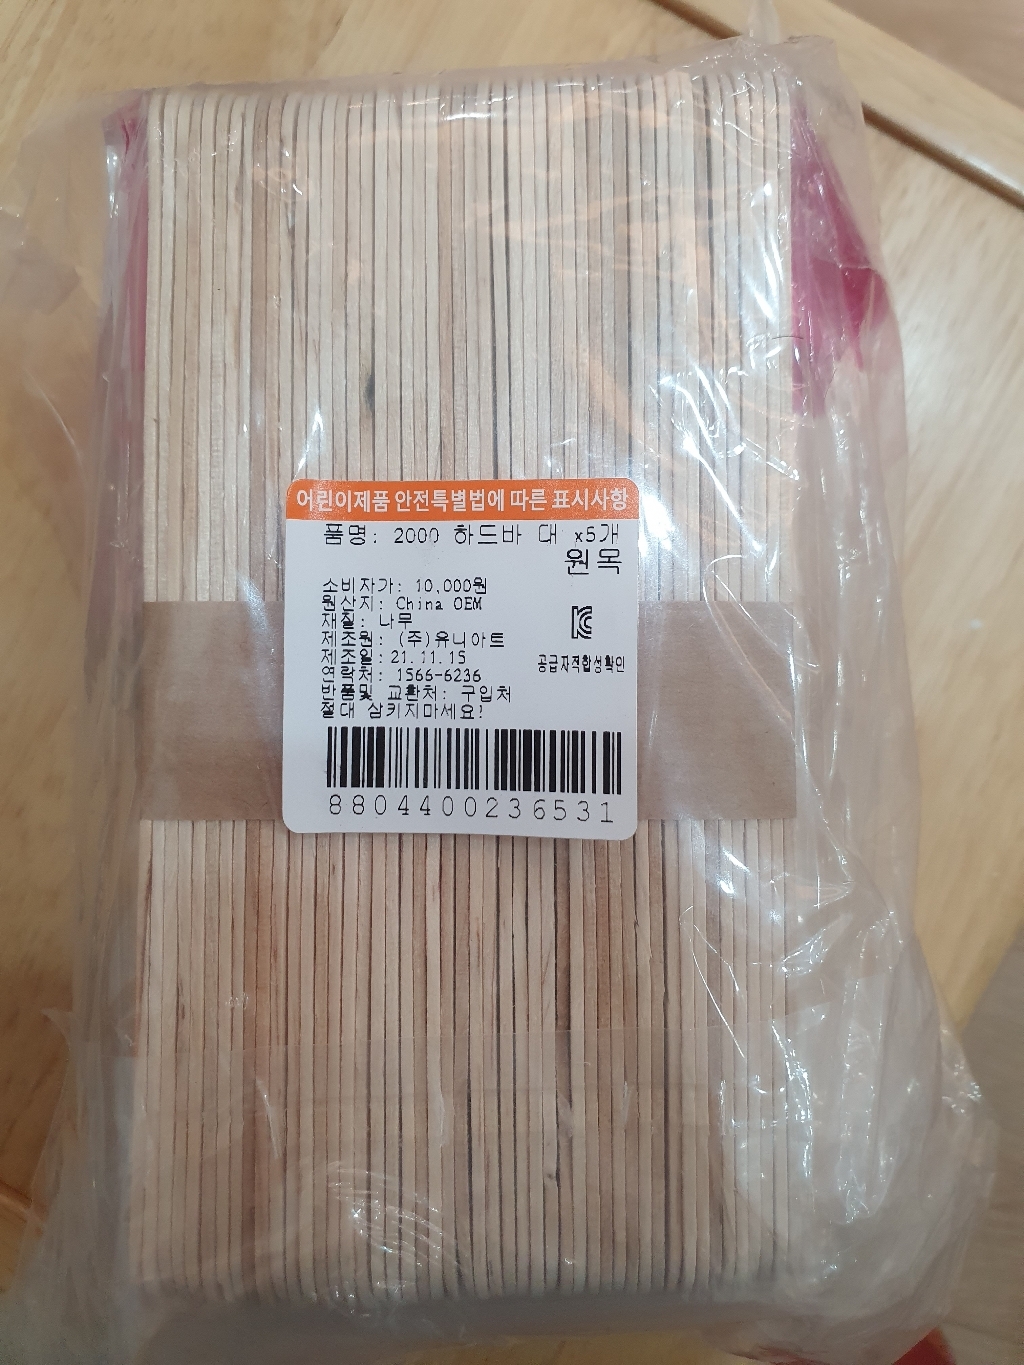 어린이제품 안전특별법에 따른 표시사항
품명: 2000 하드바 대 x5개
원목
소비자가: 10,000원
원산지: China OEM
재질: 나무
제조원: (주)유니아트
제조일: 21.11.15
연락처: 1566-6236
반품및 교환처: 구입처
절대 삼키지마세요!
KC
공급자적합성확인
8804400236531